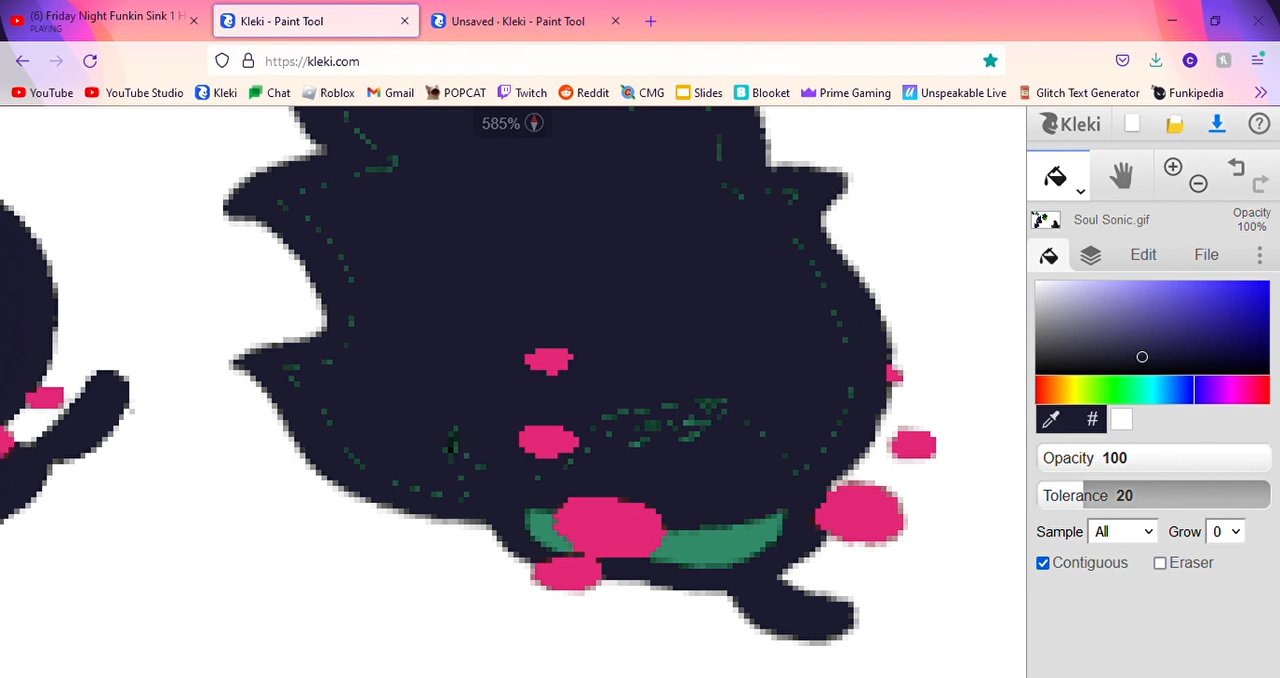 (6) Friday Night Funkin Sink 1 H
PLAYING
Kleki - Paint Tool
Unsaved · Kleki - Paint Tool
https://kleki.com
YouTube
YouTube Studio
Kleki
Chat
Roblox
Gmail
POPCAT
Twitch
Reddit
CMG
Slides
Blooket
Prime Gaming
Unspeakable Live
Glitch Text Generator
Funkipedia
585%
Kleki
Soul Sonic.gif
Opacity
100%
Edit
File
#
Opacity 100
Tolerance 20
Sample All
Grow 0
Contiguous
Eraser